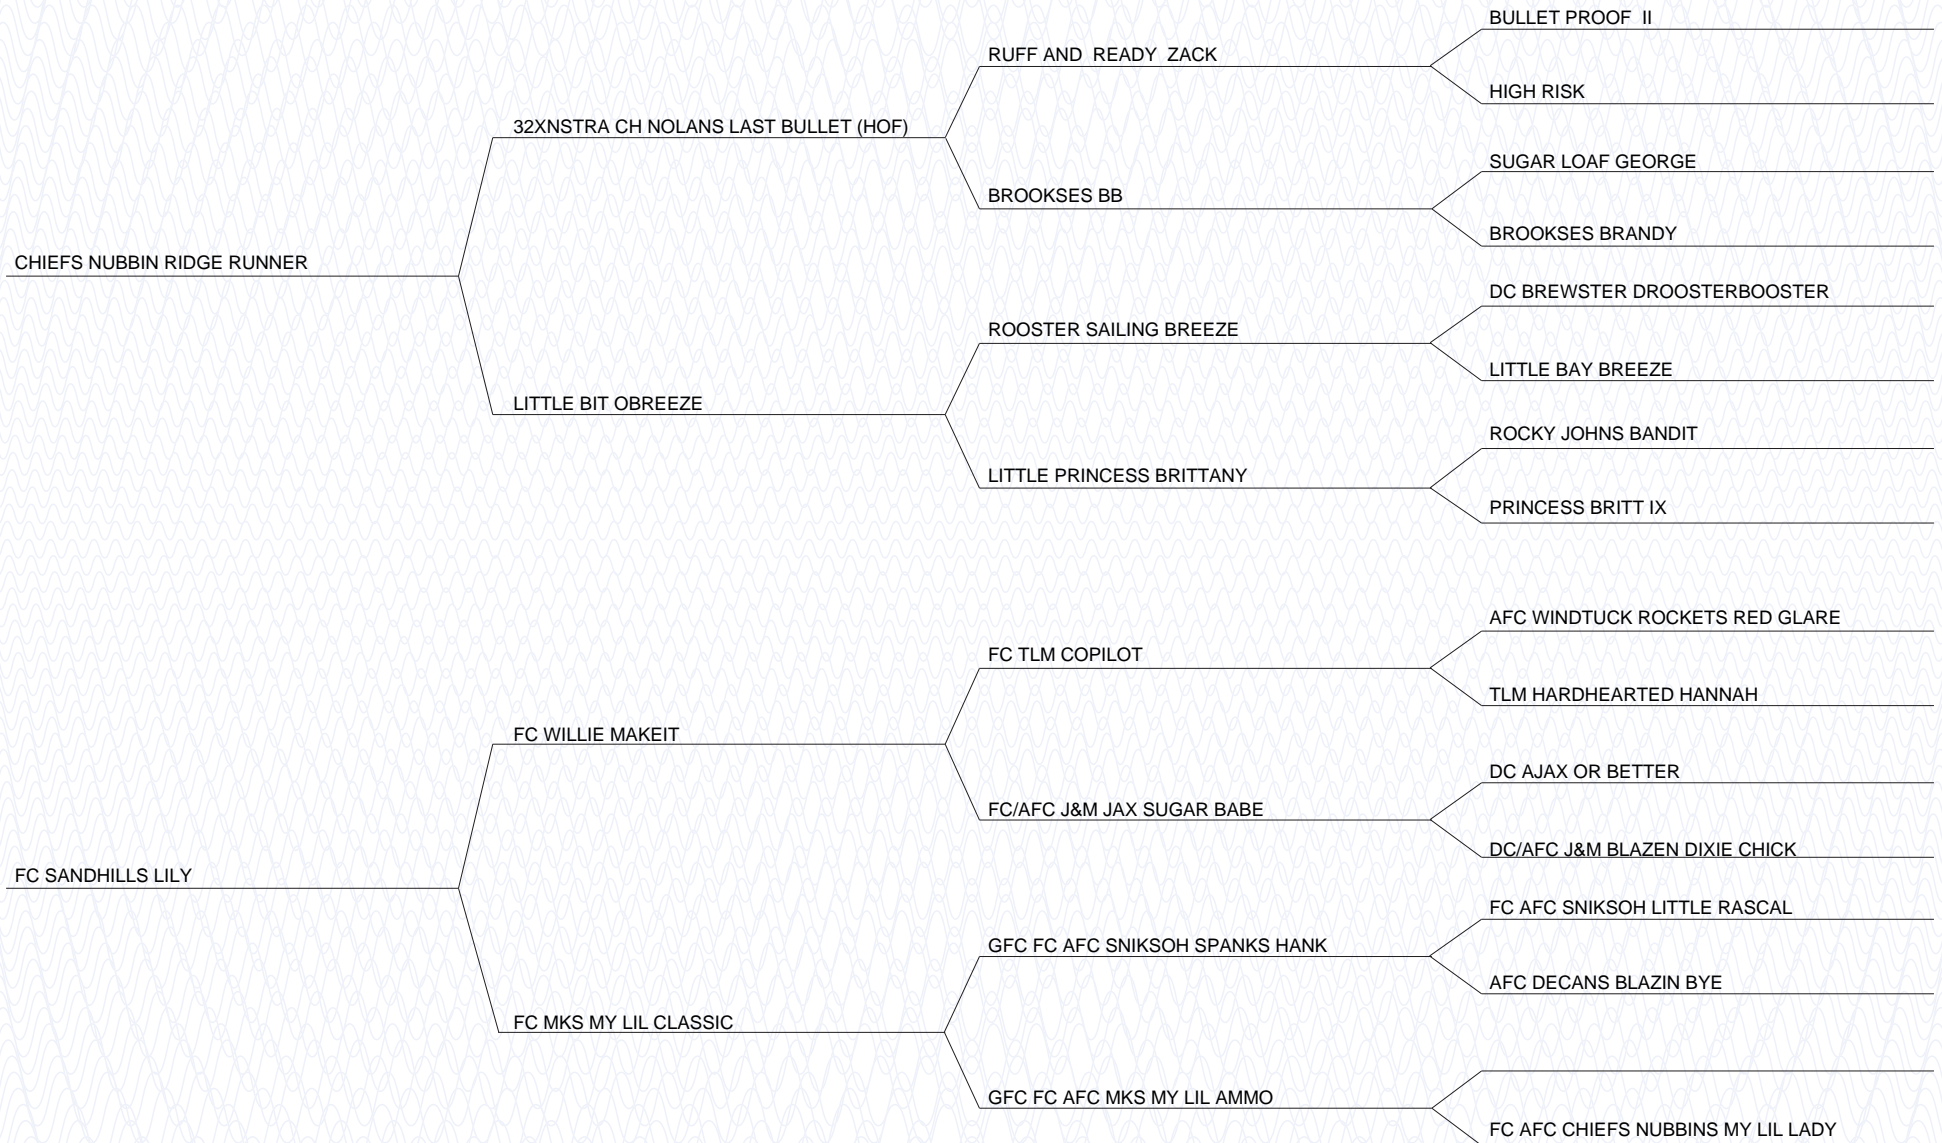 BULLET PROOF  II
RUFF AND  READY  ZACK
HIGH RISK
32XNSTRA CH NOLANS LAST BULLET (HOF)
SUGAR LOAF GEORGE
BROOKSES BB
BROOKSES BRANDY
CHIEFS NUBBIN RIDGE RUNNER
DC BREWSTER DROOSTERBOOSTER
ROOSTER SAILING BREEZE
LITTLE BAY BREEZE
LITTLE BIT OBREEZE
ROCKY JOHNS BANDIT
LITTLE PRINCESS BRITTANY
PRINCESS BRITT IX
AFC WINDTUCK ROCKETS RED GLARE
FC TLM COPILOT
TLM HARDHEARTED HANNAH
FC WILLIE MAKEIT
DC AJAX OR BETTER
FC/AFC J&M JAX SUGAR BABE
DC/AFC J&M BLAZEN DIXIE CHICK
FC SANDHILLS LILY
FC AFC SNIKSOH LITTLE RASCAL
GFC FC AFC SNIKSOH SPANKS HANK
AFC DECANS BLAZIN BYE
FC MKS MY LIL CLASSIC
GFC FC AFC MKS MY LIL AMMO
FC AFC CHIEFS NUBBINS MY LIL LADY